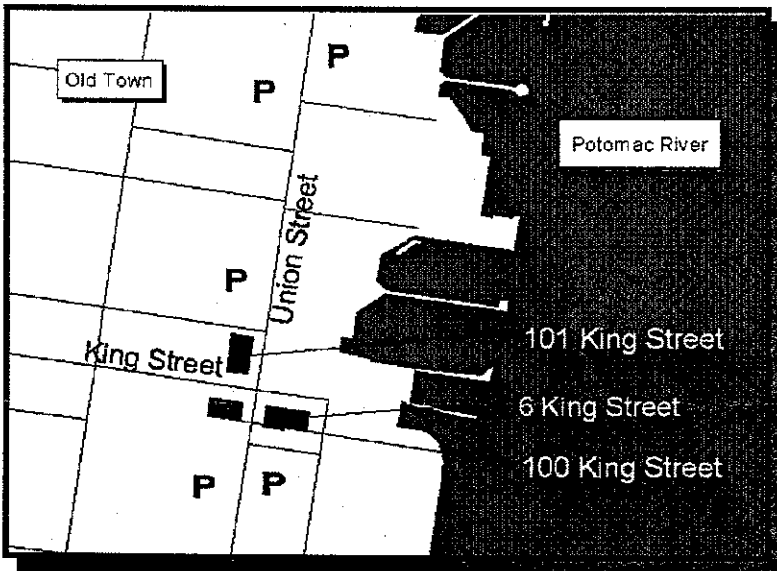 P
Old Town
P
Potomac River
Union Street
P
King Street
101 King Street
6 King Street
100 King Street
P
P